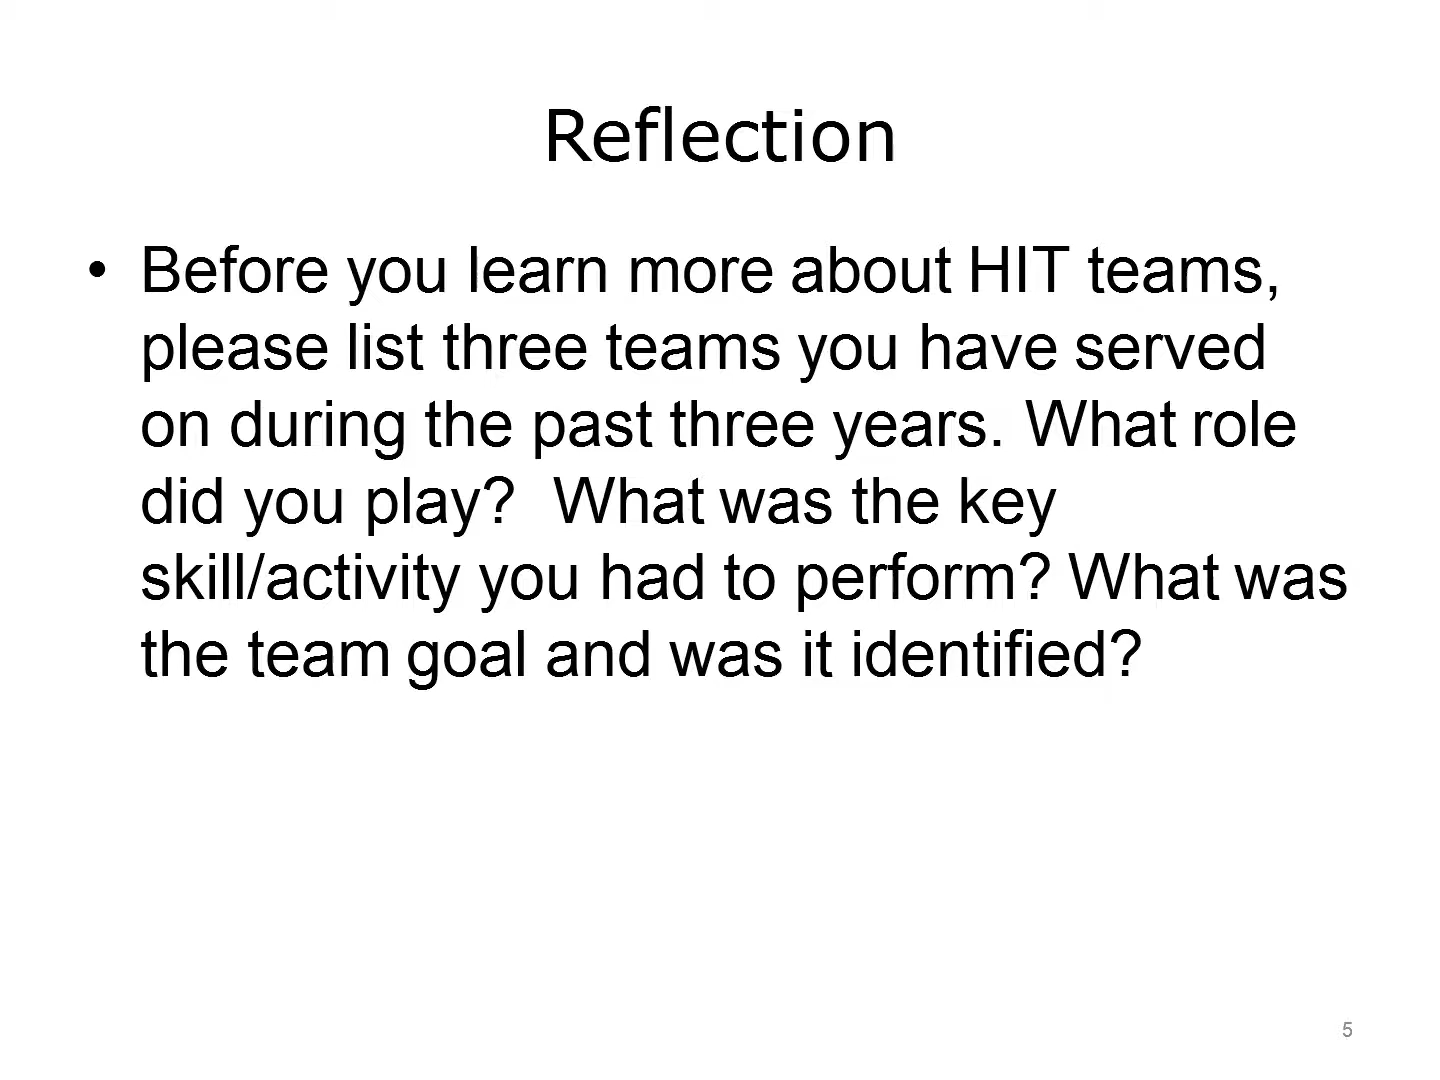 Reflection
• Before you learn more about HIT teams,
please list three teams you have served
on during the past three years. What role
did you play?  What was the key
skill/activity you had to perform? What was
the team goal and was it identified?
5